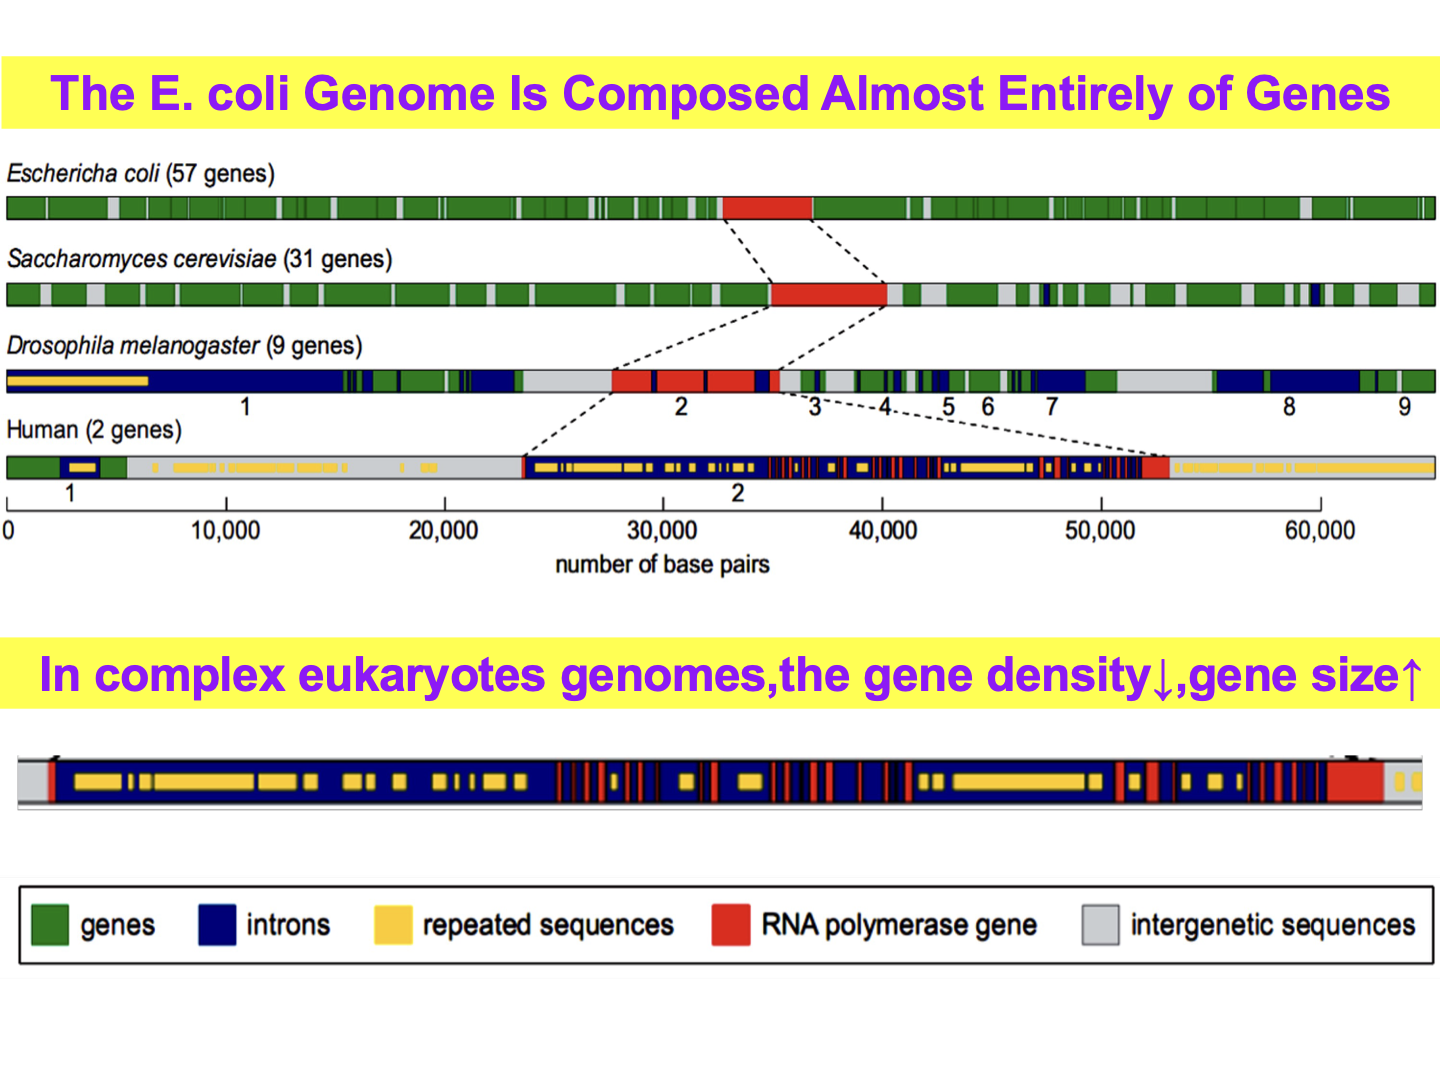 The E. coli Genome Is Composed Almost Entirely of Genes
Eschericha coli (57 genes)
Saccharomyces cerevisiae (31 genes)
Drosophila melanogaster (9 genes)
1 2 3 4 5 6 7 8 9
Human (2 genes)
1 2
0 10,000 20,000 30,000 40,000 50,000 60,000
number of base pairs
In complex eukaryotes genomes,the gene density↓,gene size↑
genes introns repeated sequences RNA polymerase gene intergenetic sequences